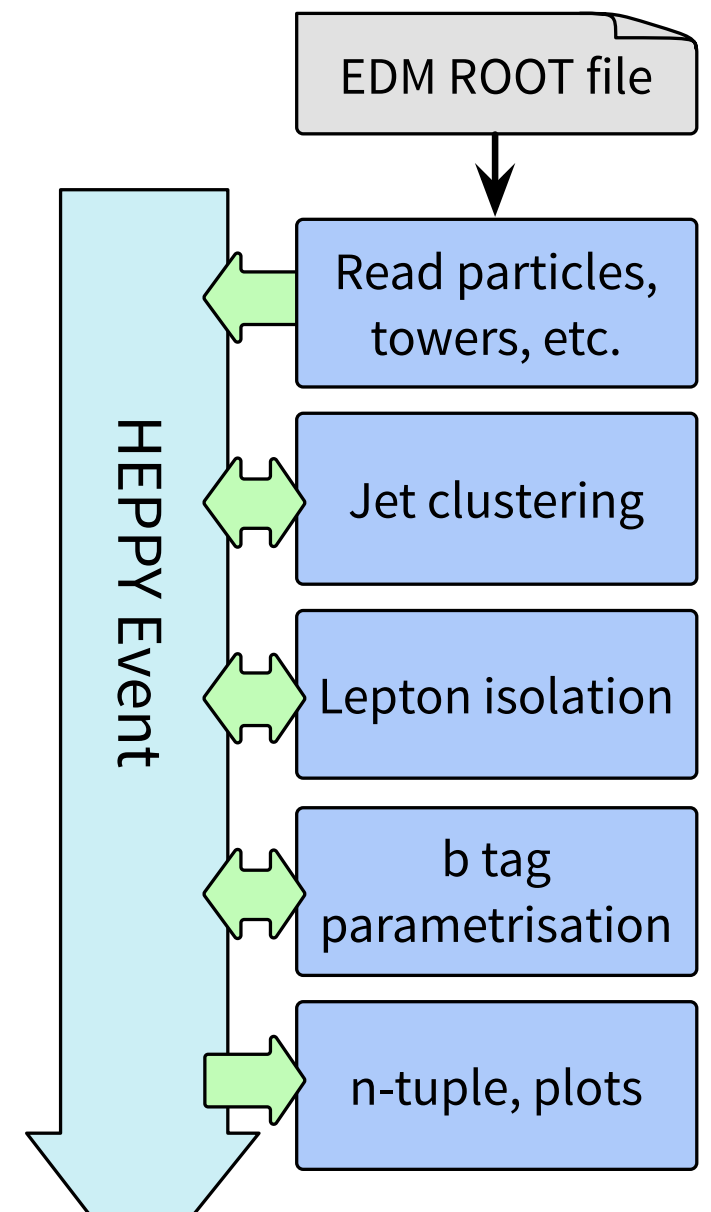 EDM ROOT file
Read particles,
towers, etc.
HEPPY Event
Jet clustering
Lepton isolation
b tag
parametrisation
n-tuple, plots